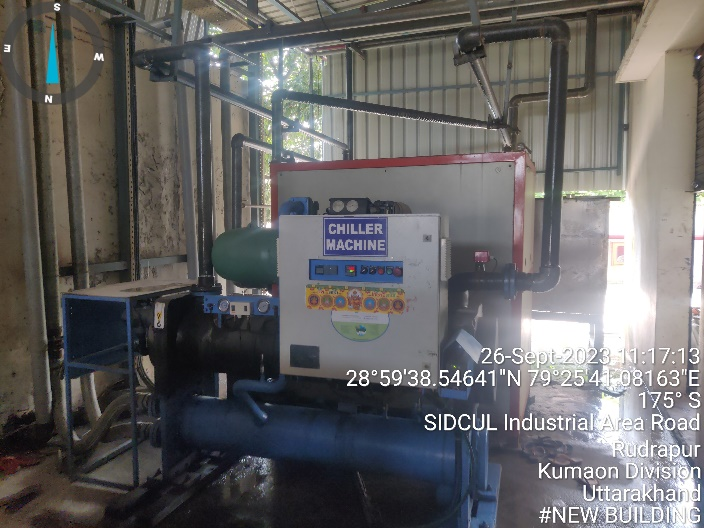 S
E
W
N
CHILLER
MACHINE
26-Sept-2023 11:17:13
28°59'38.54641"N 79°25'41.08163"E
175° S
SIDCUL Industrial Area Road
Rudrapur
Kumaon Division
Uttarakhand
#NEW.BUILDING